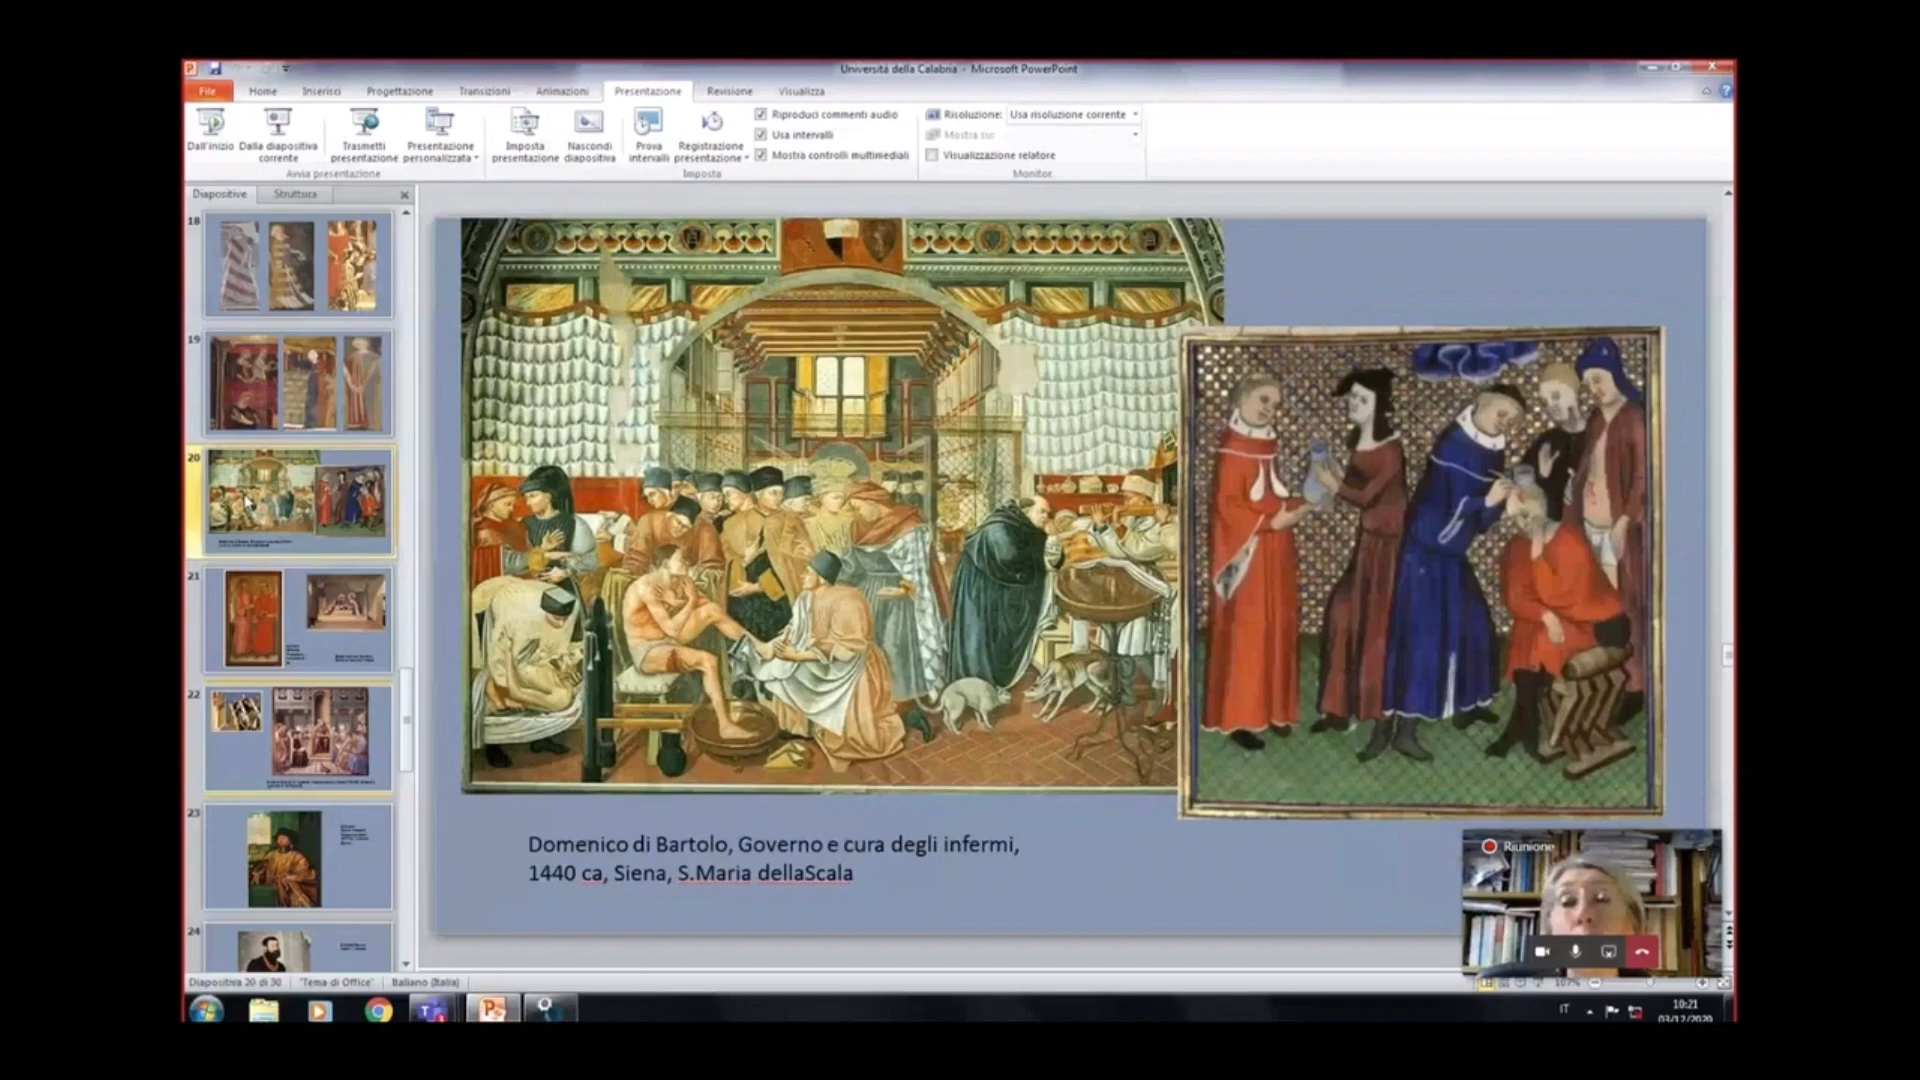 Università della Calabria - Microsoft PowerPoint
File Home Inserisci Progettazione Transizioni Animazioni Presentazione Revisione Visualizza
Dall'inizio
Dalla diapositiva
corrente
Trasmetti
presentazione
Presentazione
personalizzata
Avvia presentazione
Imposta
presentazione
Nascondi
diapositiva
Prova
intervalli
Registrazione
presentazione
Riproduci commenti audio
Usa intervalli
Mostra controlli multimediali
Imposta
Risoluzione: Usa risoluzione corrente
Mostra su:
Visualizzazione relatore
Monitor
Diapositive Struttura
18
19
20
21
22
23
24
Domenico di Bartolo, Governo e cura degli infermi,
1440 ca, Siena, S.Maria dellaScala
Riunione
Diapositiva 20 di 30 "Tema di Office" Italiano (Italia)
107%
IT
10:21
03/12/2020